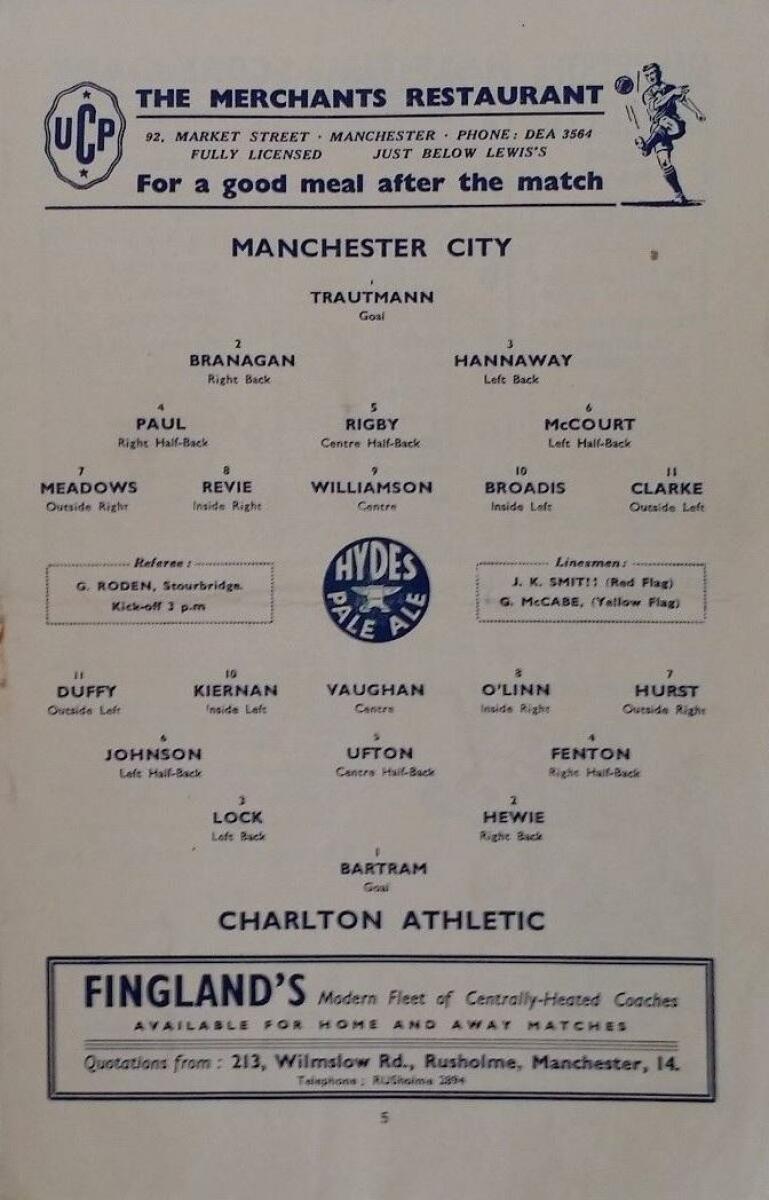 UCP
THE MERCHANTS RESTAURANT
92, MARKET STREET · MANCHESTER · PHONE: DEA 3564
FULLY LICENSED JUST BELOW LEWIS'S
For a good meal after the match
MANCHESTER CITY
1
TRAUTMANN
Goal
2 3
BRANAGAN HANNAWAY
Right Back Left Back
4 5 6
PAUL RIGBY McCOURT
Right Half-Back Centre Half-Back Left Half-Back
7 8 9 10 11
MEADOWS REVIE WILLIAMSON BROADIS CLARKE
Outside Right Inside Right Centre Inside Left Outside Left
Referee :
G. RODEN, Stourbridge.
Kick-off 3 p.m
HYDES
PALE ALE
Linesmen :
J. K. (Red Flag)
G. McCABE, (Yellow Flag)
11 10 8 7
DUFFY KIERNAN VAUGHAN O'LINN HURST
Outside Left Inside Left Centre Inside Right Outside Right
6 5 4
JOHNSON UFTON FENTON
Left Half-Back Centre Half-Back Right Half-Back
3 2
LOCK HEWIE
Left Back Right Back
1
BARTRAM
Goal
CHARLTON ATHLETIC
FINGLAND'S Modern Fleet of Centrally-Heated Coaches
AVAILABLE FOR HOME AND AWAY MATCHES
Quotations from : 213, Wilmslow Rd., Rusholme, Manchester, 14.
Telephone : RUSholme 2894
5